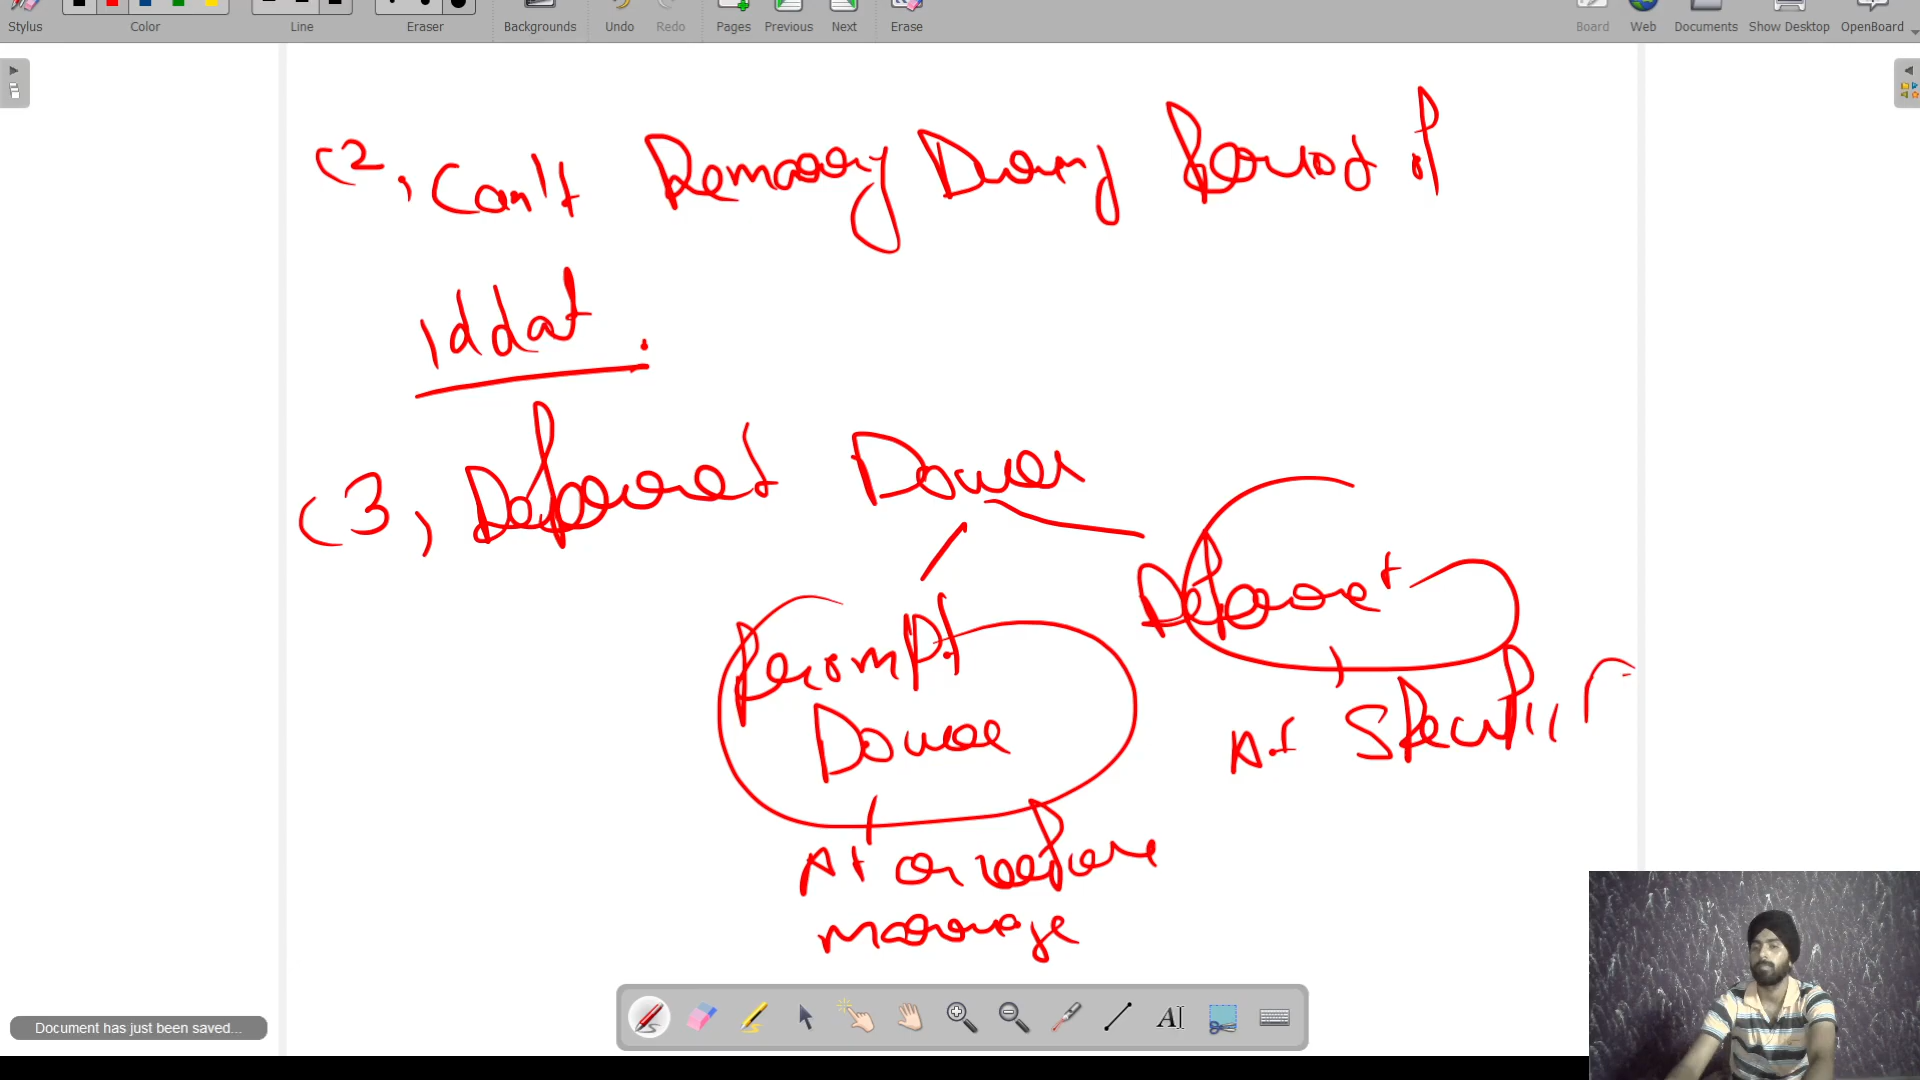 Stylus Color Line Eraser Backgrounds Undo Redo Pages Previous Next Erase Board Web Documents Show Desktop OpenBoard
(2, Can't Remarry During Period of
Iddat.
(3, Deferred Dower
Prompt Dower
At or before
marriage
Deferred
At Specifi
Document has just been saved...